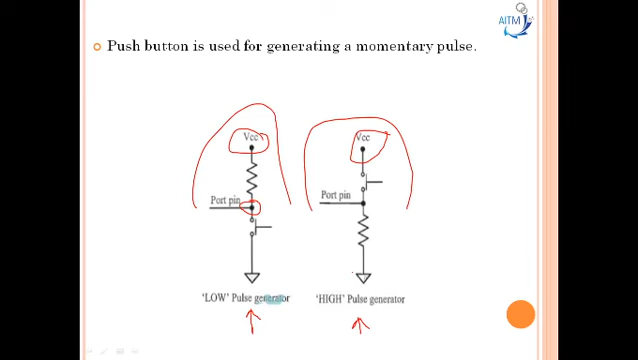 AITM
Push button is used for generating a momentary pulse.
Vcc
Vcc
Port pin
Port pin
'LOW' Pulse generator
'HIGH' Pulse generator